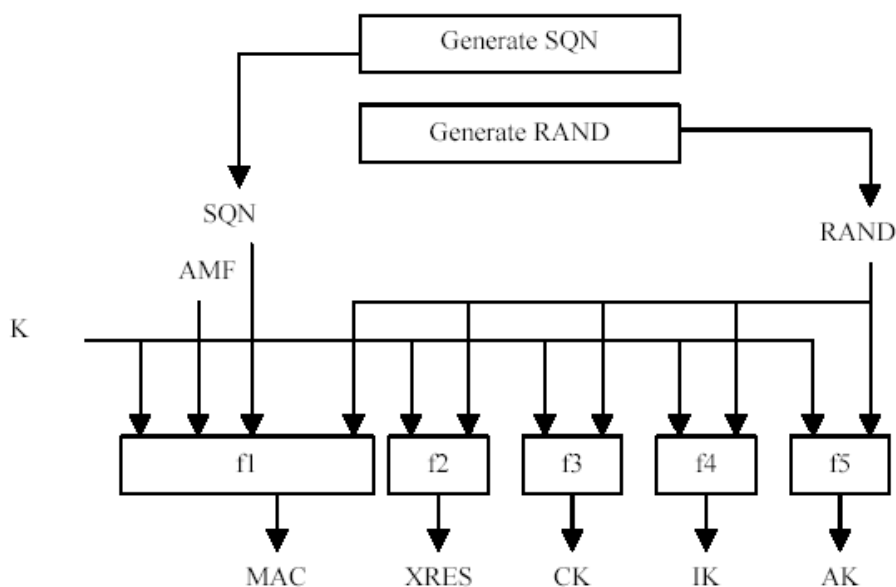 Generate SQN
Generate RAND
SQN
RAND
AMF
K
f1
f2
f3
f4
f5
MAC
XRES
CK
IK
AK